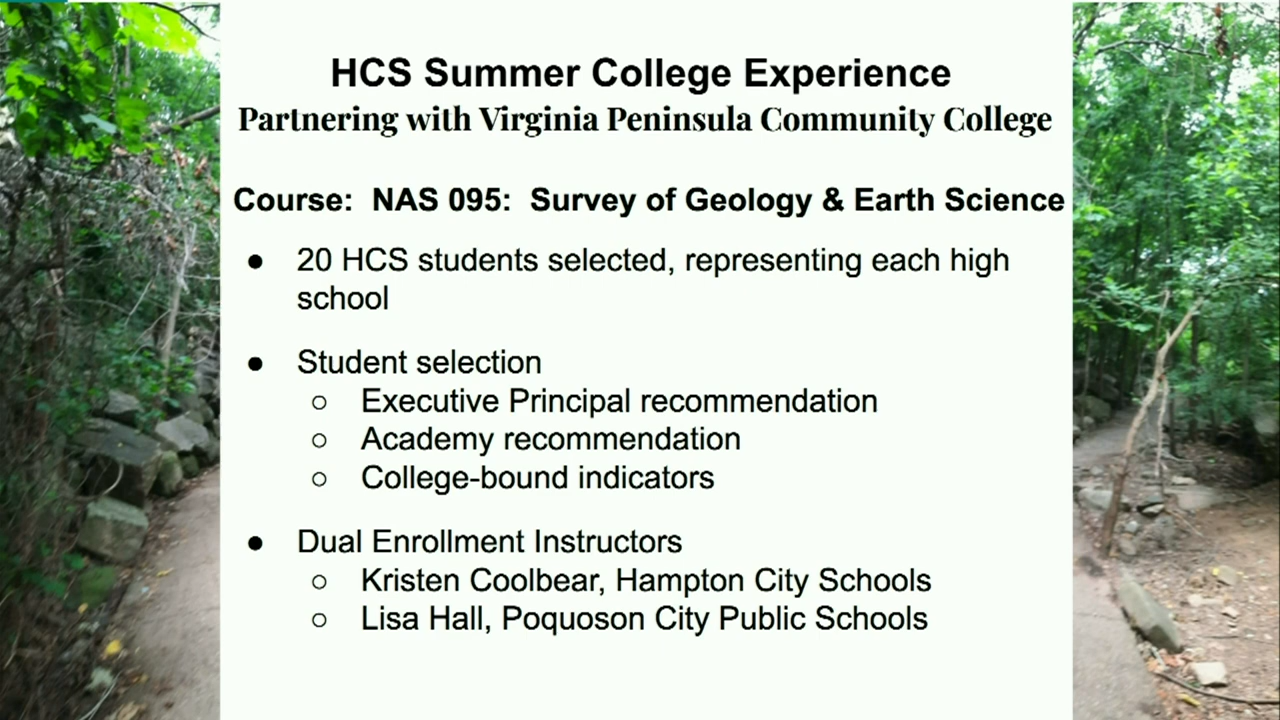 HCS Summer College Experience
Partnering with Virginia Peninsula Community College
Course: NAS 095: Survey of Geology & Earth Science
● 20 HCS students selected, representing each high
school
● Student selection
○ Executive Principal recommendation
○ Academy recommendation
○ College-bound indicators
● Dual Enrollment Instructors
○ Kristen Coolbear, Hampton City Schools
○ Lisa Hall, Poquoson City Public Schools